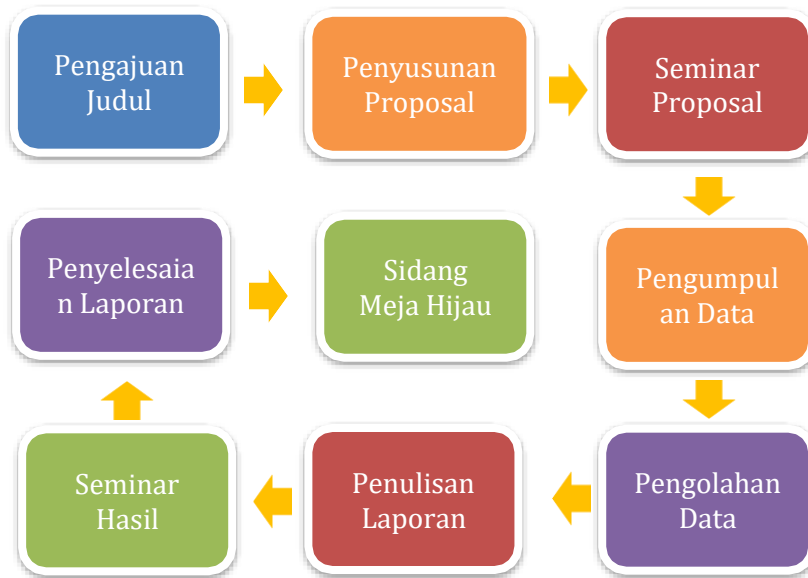 Pengajuan
Judul
Penyusunan
Proposal
Seminar
Proposal
Pengumpul
an Data
Pengolahan
Data
Penulisan
Laporan
Seminar
Hasil
Penyelesaia
n Laporan
Sidang
Meja Hijau